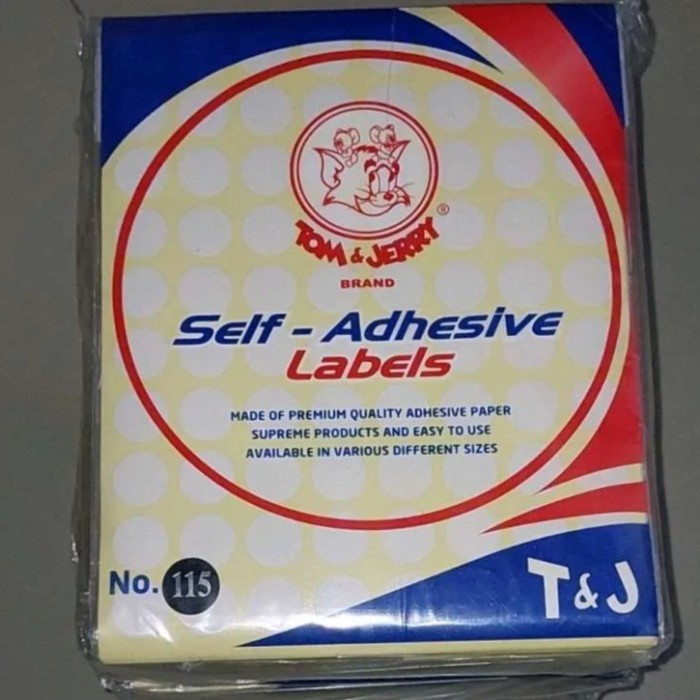 TOM & JERRY ®
BRAND
Self - Adhesive
Labels
MADE OF PREMIUM QUALITY ADHESIVE PAPER
SUPREME PRODUCTS AND EASY TO USE
AVAILABLE IN VARIOUS DIFFERENT SIZES
No. 115
T & J